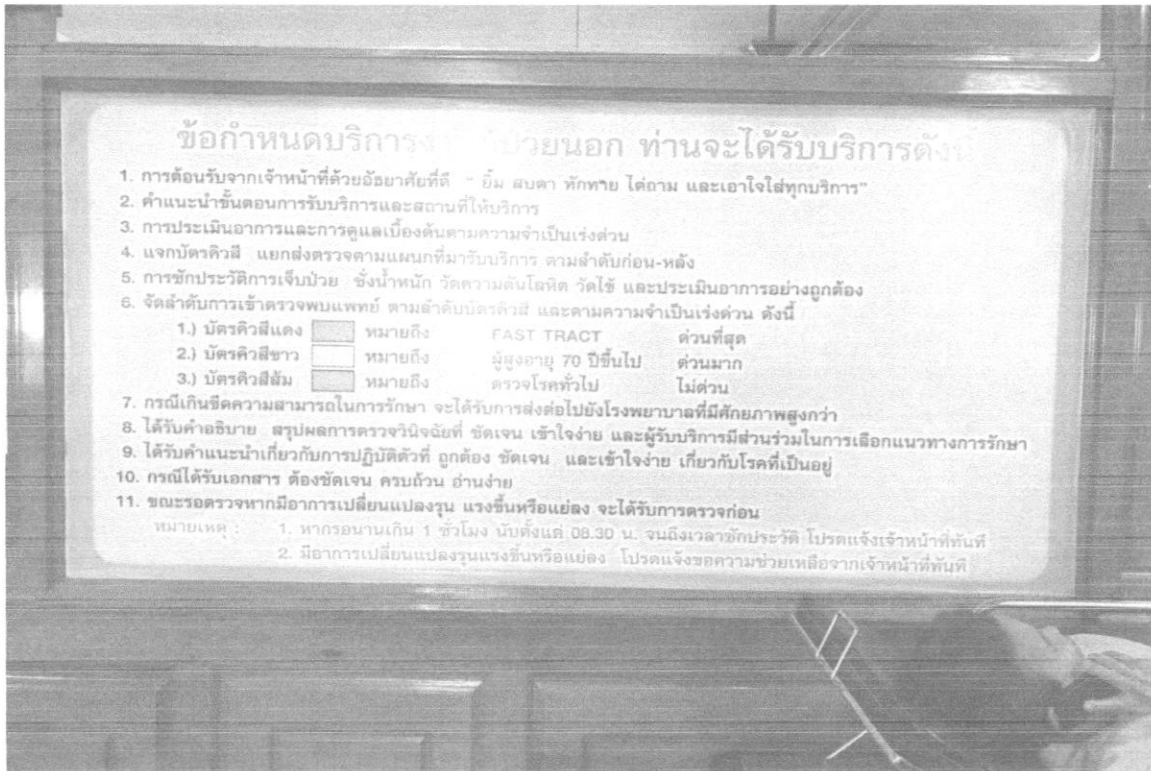 ข้อกำหนดบริการ ป่วยนอก ท่านจะได้รับบริการดังนี้
1. การต้อนรับจากเจ้าหน้าที่ด้วยอัธยาศัยที่ดี " ยิ้ม สบตา ทักทาย ไต่ถาม และเอาใจใส่ทุกบริการ"
2. คำแนะนำขั้นตอนการรับบริการและสถานที่ให้บริการ
3. การประเมินอาการและการดูแลเบื้องต้นตามความจำเป็นเร่งด่วน
4. แจกบัตรคิวสี แยกส่งตรวจตามแผนกที่มารับบริการ ตามลำดับก่อน-หลัง
5. การซักประวัติการเจ็บป่วย ชั่งน้ำหนัก วัดความดันโลหิต วัดไข้ และประเมินอาการอย่างถูกต้อง
6. จัดลำดับการเข้าตรวจพบแพทย์ ตามลำดับบัตรคิวสี และตามความจำเป็นเร่งด่วน ดังนี้
1.) บัตรคิวสีแดง หมายถึง FAST TRACT ด่วนที่สุด
2.) บัตรคิวสีขาว หมายถึง ผู้สูงอายุ 70 ปีขึ้นไป ด่วนมาก
3.) บัตรคิวสีส้ม หมายถึง ตรวจโรคทั่วไป ไม่ด่วน
7. กรณีเกินขีดความสามารถในการรักษา จะได้รับการส่งต่อไปยังโรงพยาบาลที่มีศักยภาพสูงกว่า
8. ได้รับคำอธิบาย สรุปผลการตรวจวินิจฉัยที่ ชัดเจน เข้าใจง่าย และผู้รับบริการมีส่วนร่วมในการเลือกแนวทางการรักษา
9. ได้รับคำแนะนำเกี่ยวกับการปฏิบัติตัวที่ ถูกต้อง ชัดเจน และเข้าใจง่าย เกี่ยวกับโรคที่เป็นอยู่
10. กรณีได้รับเอกสาร ต้องชัดเจน ครบถ้วน อ่านง่าย
11. ขณะรอตรวจหากมีอาการเปลี่ยนแปลงรุน แรงขึ้นหรือแย่ลง จะได้รับการตรวจก่อน
หมายเหตุ : 1. หากรอนานเกิน 1 ชั่วโมง นับตั้งแต่ 08.30 น. จนถึงเวลาซักประวัติ โปรดแจ้งเจ้าหน้าที่ทันที
2. มีอาการเปลี่ยนแปลงรุนแรงขึ้นหรือแย่ลง โปรดแจ้งขอความช่วยเหลือจากเจ้าหน้าที่ทันที